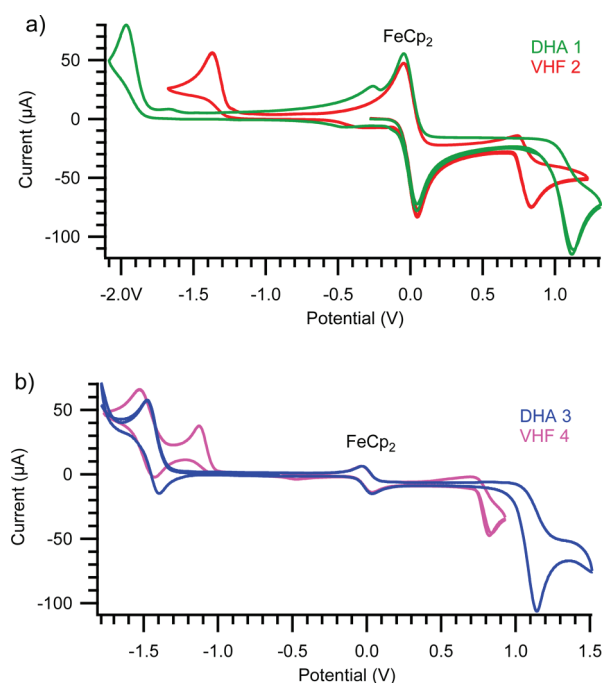 a)
FeCp2
DHA 1
VHF 2
50
0
-50
-100
Current (µA)
-2.0V -1.5 -1.0 -0.5 0.0 0.5 1.0
Potential (V)
b)
DHA 3
VHF 4
FeCp2
50
0
-50
-100
Current (µA)
-1.5 -1.0 -0.5 0.0 0.5 1.0 1.5
Potential (V)